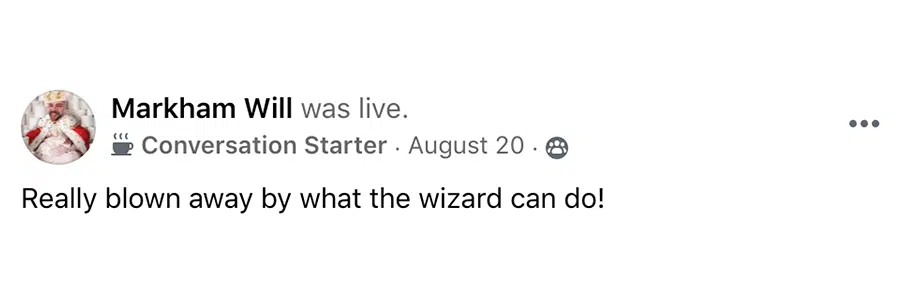 Markham Will was live.
Conversation Starter · August 20 ·
Really blown away by what the wizard can do!